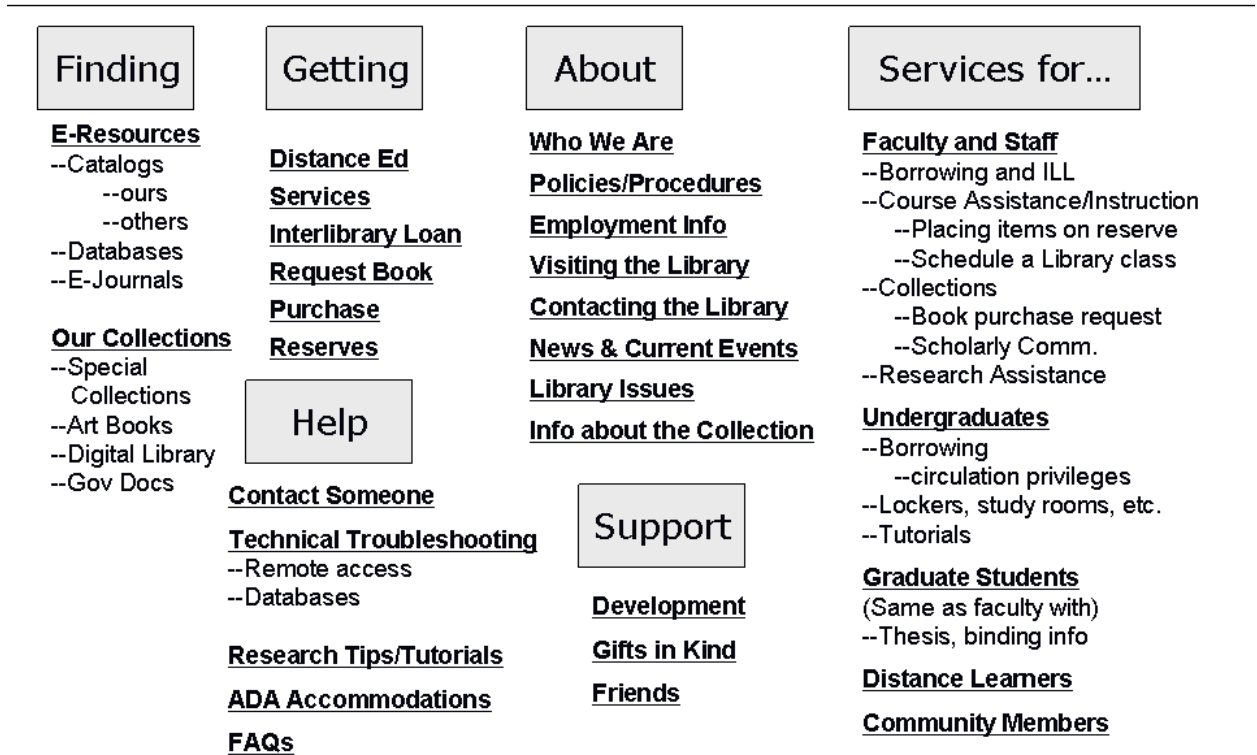 Finding
E-Resources
--Catalogs
--ours
--others
--Databases
--E-Journals
Our Collections
--Special
Collections
--Art Books
--Digital Library
--Gov Docs
Getting
Distance Ed
Services
Interlibrary Loan
Request Book
Purchase
Reserves
Help
Contact Someone
Technical Troubleshooting
--Remote access
--Databases
Research Tips/Tutorials
ADA Accommodations
FAQs
About
Who We Are
Policies/Procedures
Employment Info
Visiting the Library
Contacting the Library
News & Current Events
Library Issues
Info about the Collection
Support
Development
Gifts in Kind
Friends
Services for...
Faculty and Staff
--Borrowing and ILL
--Course Assistance/Instruction
--Placing items on reserve
--Schedule a Library class
--Collections
--Book purchase request
--Scholarly Comm.
--Research Assistance
Undergraduates
--Borrowing
--circulation privileges
--Lockers, study rooms, etc.
--Tutorials
Graduate Students
(Same as faculty with)
--Thesis, binding info
Distance Learners
Community Members